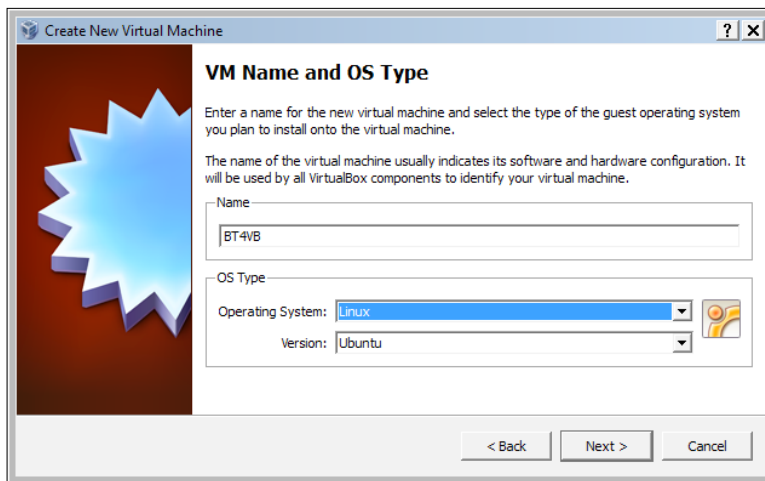 Create New Virtual Machine
?
VM Name and OS Type
Enter a name for the new virtual machine and select the type of the guest operating system
you plan to install onto the virtual machine.
The name of the virtual machine usually indicates its software and hardware configuration. It
will be used by all VirtualBox components to identify your virtual machine.
Name
BT4VB
OS Type
Operating System: Linux
Version: Ubuntu
< Back Next > Cancel